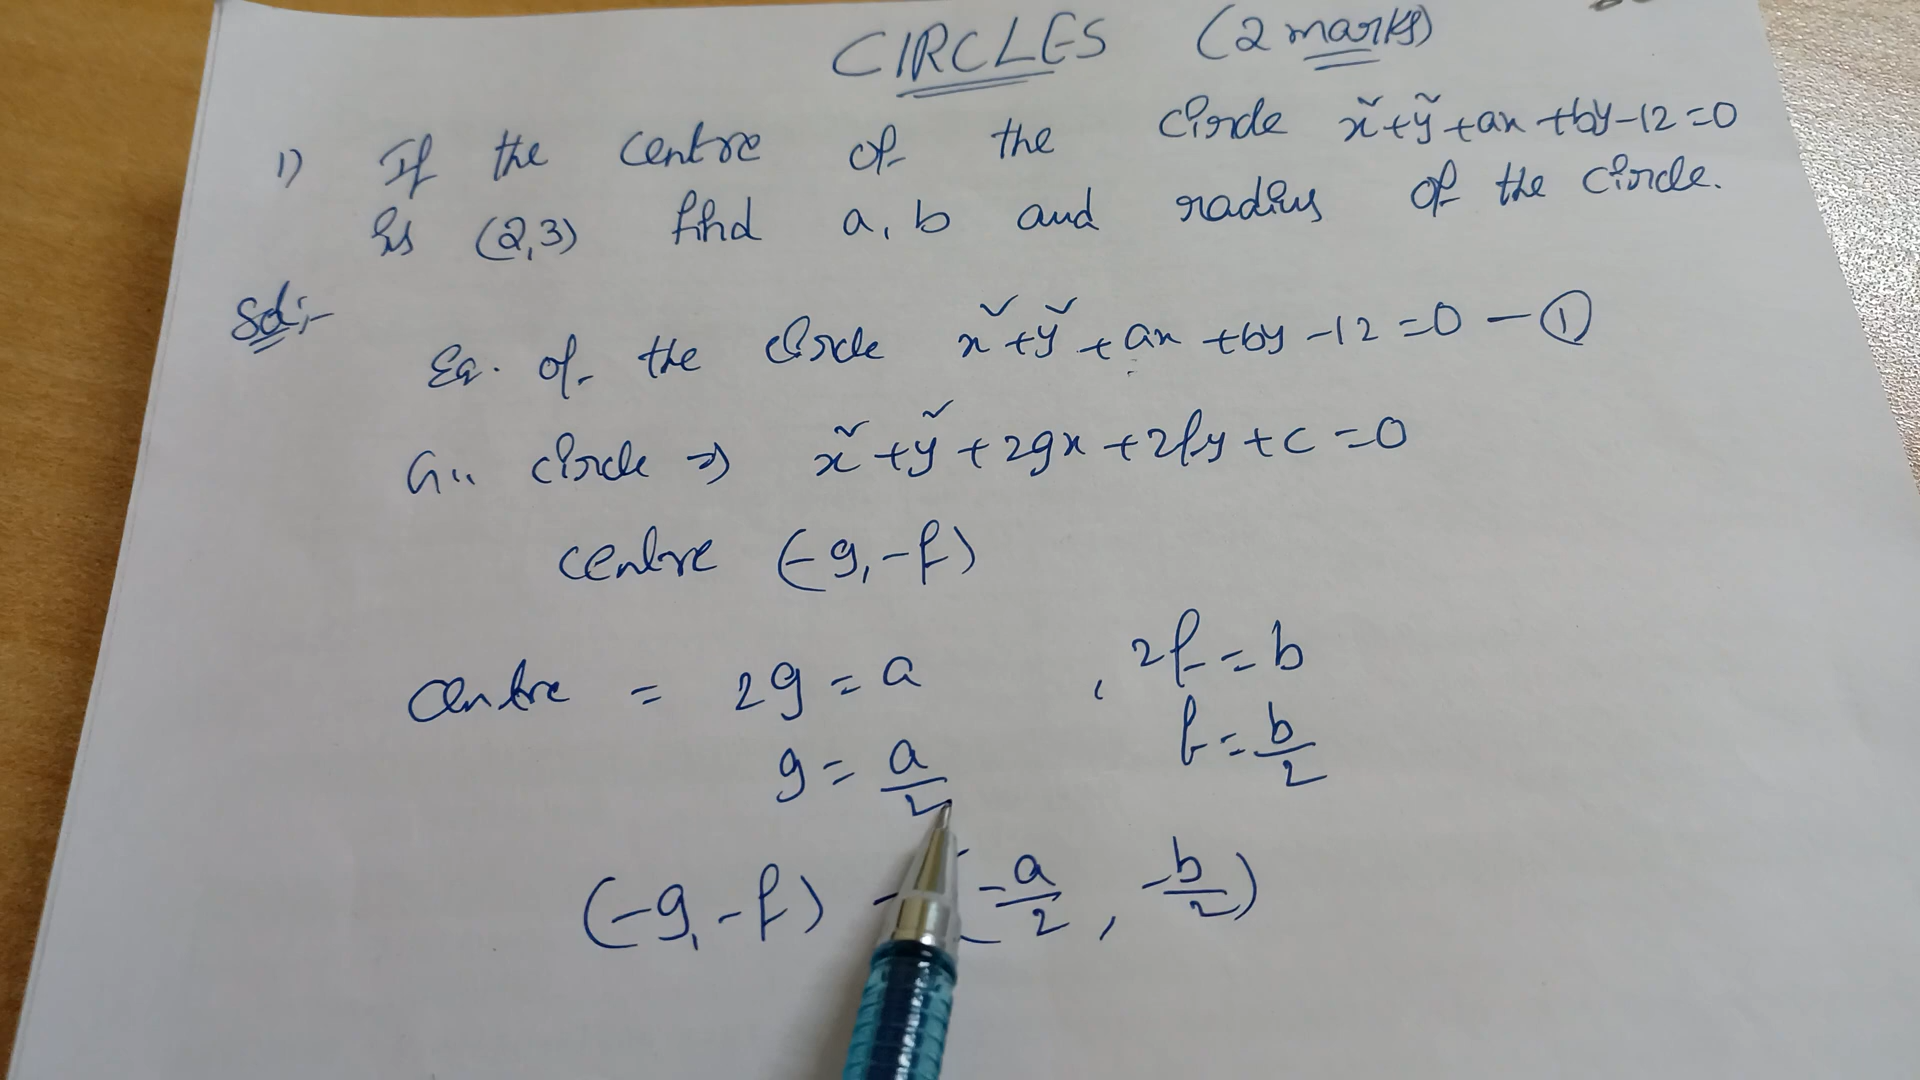 CIRCLES (2 marks)
1) If the centre of the circle x²+y²+ax+by-12=0
is (2,3) find a, b and radius of the circle.
Sol:-
Eq. of the circle x²+y²+ax+by-12=0 - ①
G.. circle ⇒ x²+y²+2gx+2fy+c=0
centre (-g,-f)
centre = 2g=a , 2f=b
g=a/2 f=b/2
(-g,-f) = (-a/2, -b/2)